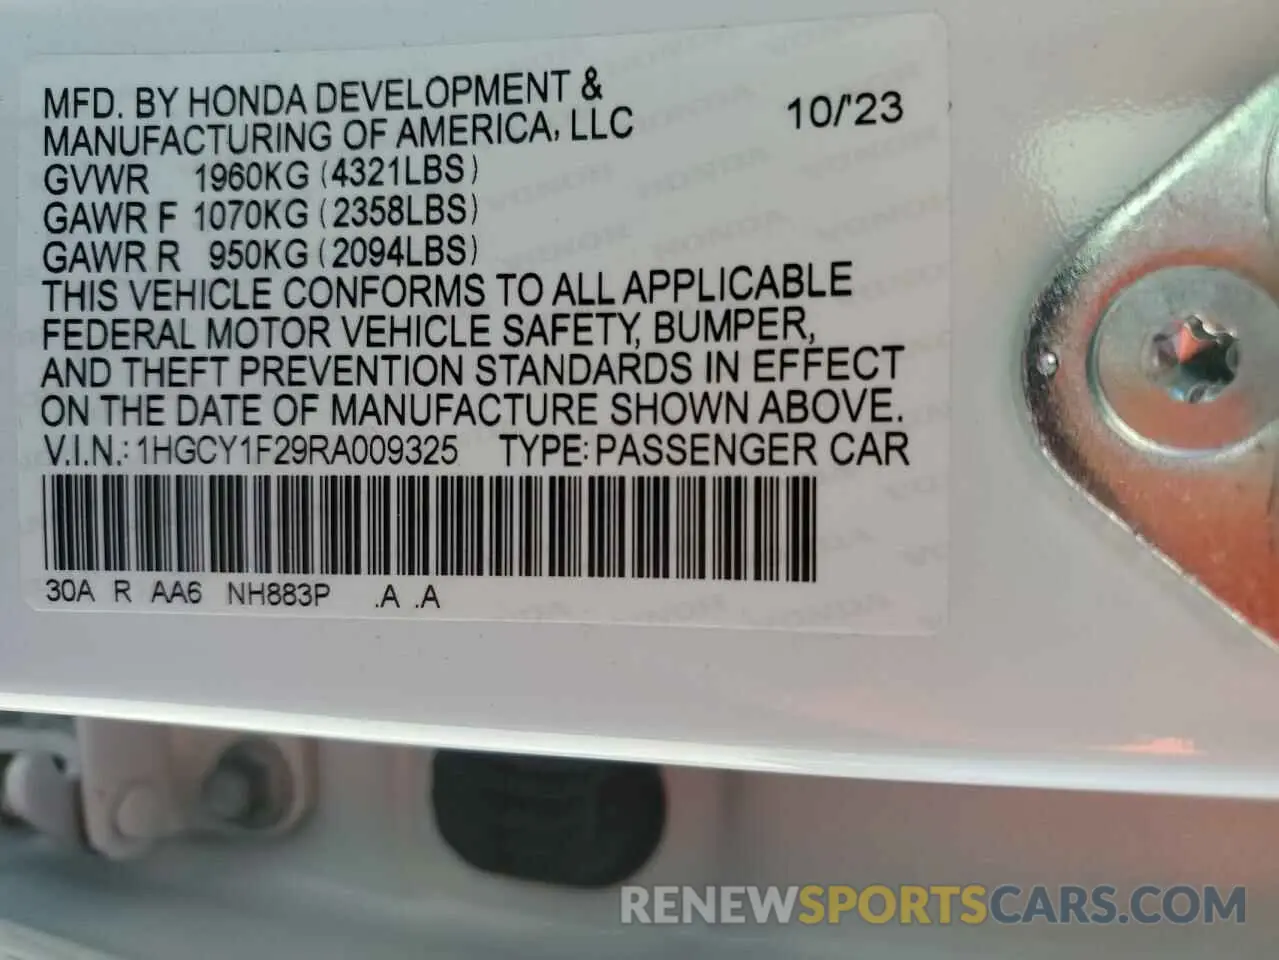 MFD. BY HONDA DEVELOPMENT &
MANUFACTURING OF AMERICA, LLC 10/'23
GVWR 1960KG (4321LBS)
GAWR F 1070KG (2358LBS)
GAWR R 950KG (2094LBS)
THIS VEHICLE CONFORMS TO ALL APPLICABLE
FEDERAL MOTOR VEHICLE SAFETY, BUMPER,
AND THEFT PREVENTION STANDARDS IN EFFECT
ON THE DATE OF MANUFACTURE SHOWN ABOVE.
V.I.N.: 1HGCY1F29RA009325 TYPE: PASSENGER CAR
30A R AA6 NH883P .A .A
RENEWSPORTSCARS.COM